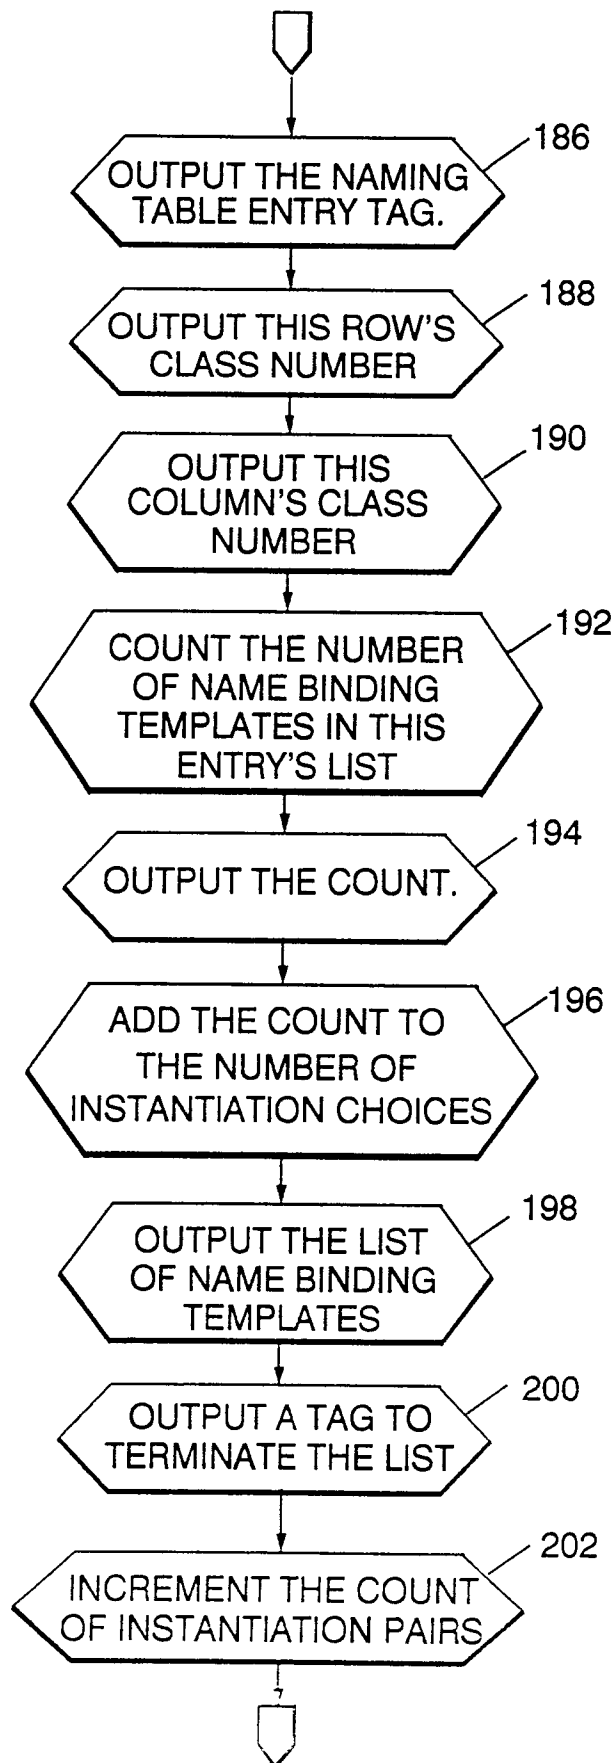 186
OUTPUT THE NAMING
TABLE ENTRY TAG.
188
OUTPUT THIS ROW'S
CLASS NUMBER
190
OUTPUT THIS
COLUMN'S CLASS
NUMBER
192
COUNT THE NUMBER
OF NAME BINDING
TEMPLATES IN THIS
ENTRY'S LIST
194
OUTPUT THE COUNT.
196
ADD THE COUNT TO
THE NUMBER OF
INSTANTIATION CHOICES
198
OUTPUT THE LIST
OF NAME BINDING
TEMPLATES
200
OUTPUT A TAG TO
TERMINATE THE LIST
202
INCREMENT THE COUNT
OF INSTANTIATION PAIRS